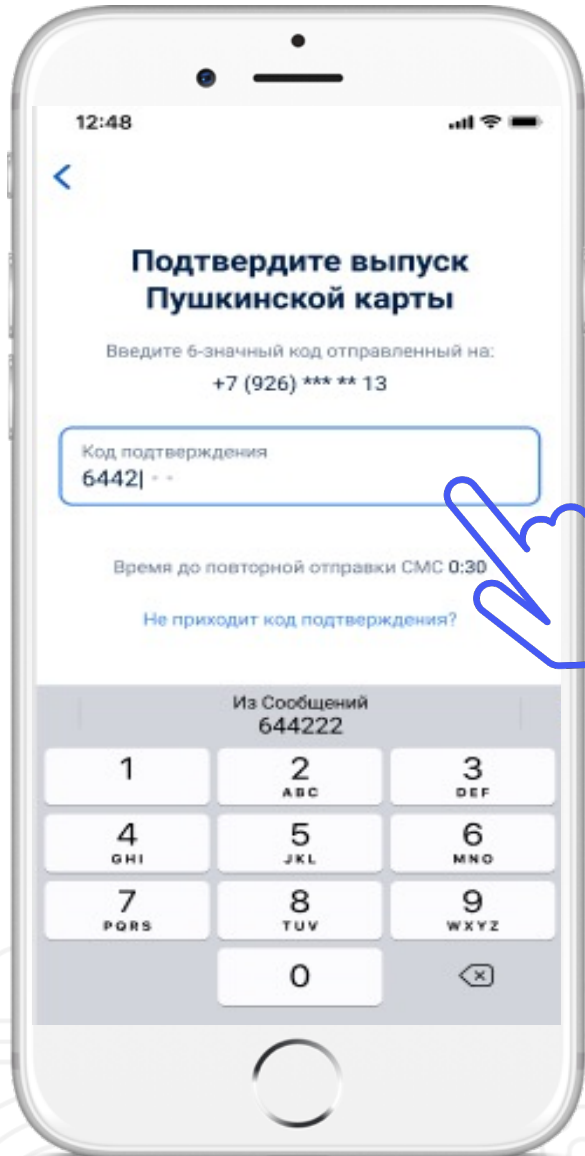 12:48
Подтвердите выпуск
Пушкинской карты
Введите 6-значный код отправленный на:
+7 (926) *** ** 13
Код подтверждения
6442| - -
Время до повторной отправки СМС 0:30
Не приходит код подтверждения?
Из Сообщений
644222
1 2 3
ABC DEF
4 5 6
GHI JKL MNO
7 8 9
PQRS TUV WXYZ
0